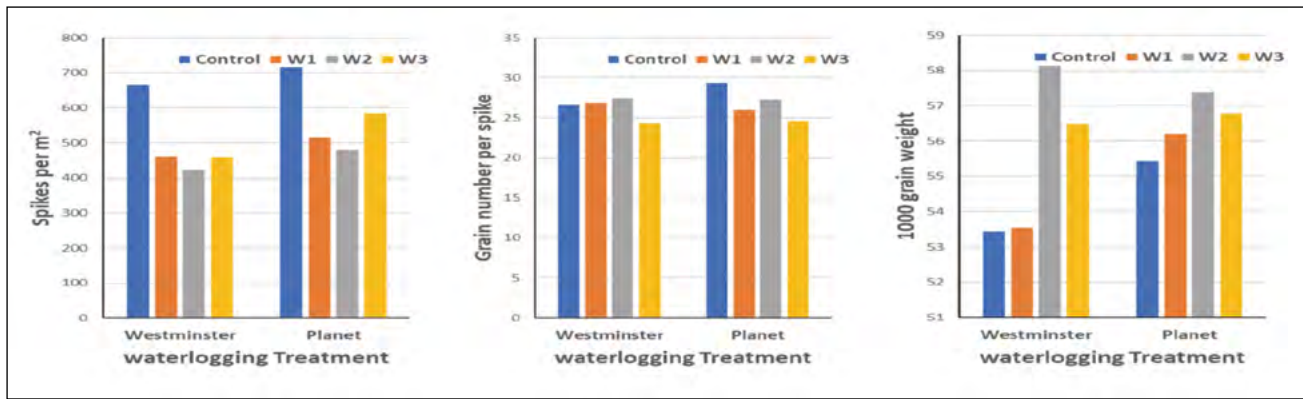 800
700
600
500
400
300
200
100
0
Spikes per m²
Control W1 W2 W3
Westminster Planet
waterlogging Treatment
35
30
25
20
15
10
5
0
Grain number per spike
Control W1 W2 W3
Westminster Planet
waterlogging Treatment
59
58
57
56
55
54
53
52
51
1000 grain weight
Control W1 W2 W3
Westminster Planet
waterlogging Treatment